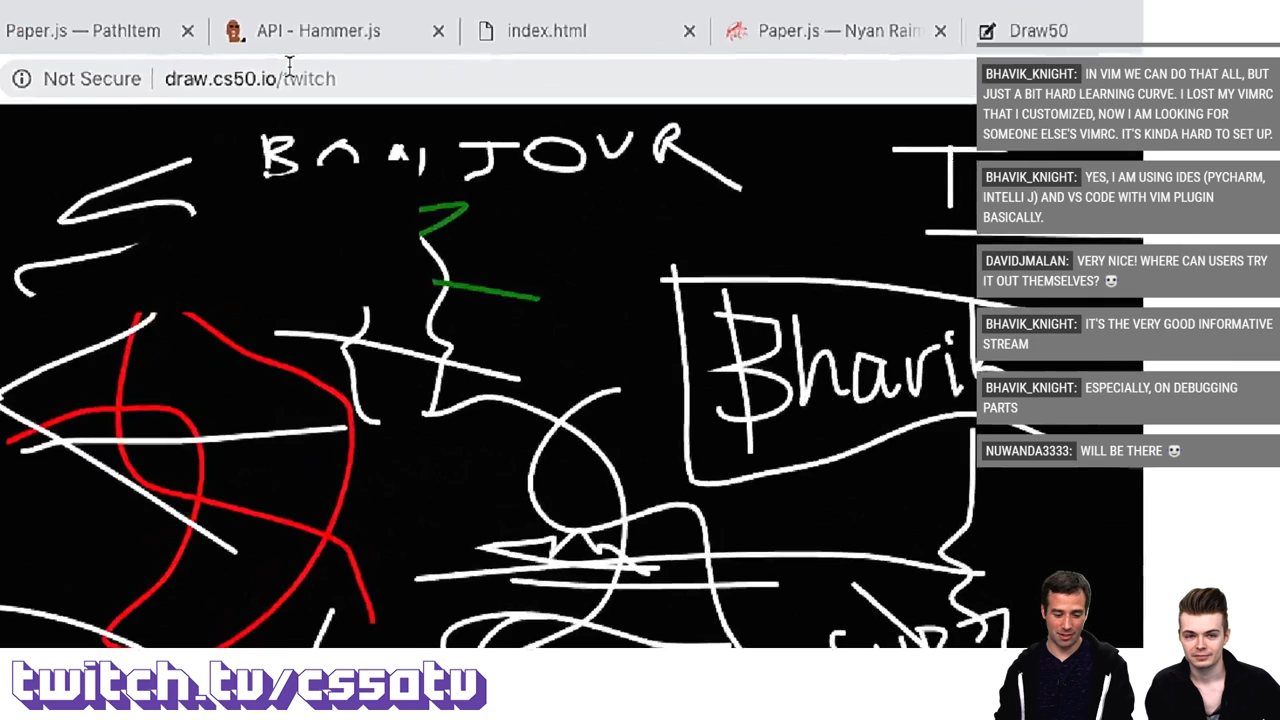 Paper.js — PathItem
API - Hammer.js
index.html
Paper.js — Nyan Rain
Draw50
Not Secure
draw.cs50.io/twitch
BHAVIK_KNIGHT: IN VIM WE CAN DO THAT ALL, BUT
JUST A BIT HARD LEARNING CURVE. I LOST MY VIMRC
THAT I CUSTOMIZED, NOW I AM LOOKING FOR
SOMEONE ELSE'S VIMRC. IT'S KINDA HARD TO SET UP.
BHAVIK_KNIGHT: YES, I AM USING IDES (PYCHARM,
INTELLI J) AND VS CODE WITH VIM PLUGIN
BASICALLY.
DAVIDJMALAN: VERY NICE! WHERE CAN USERS TRY
IT OUT THEMSELVES?
BHAVIK_KNIGHT: IT'S THE VERY GOOD INFORMATIVE
STREAM
BHAVIK_KNIGHT: ESPECIALLY, ON DEBUGGING
PARTS
NUWANDA3333: WILL BE THERE
JOUR
Bhavi
twitch.tv/cs50tv